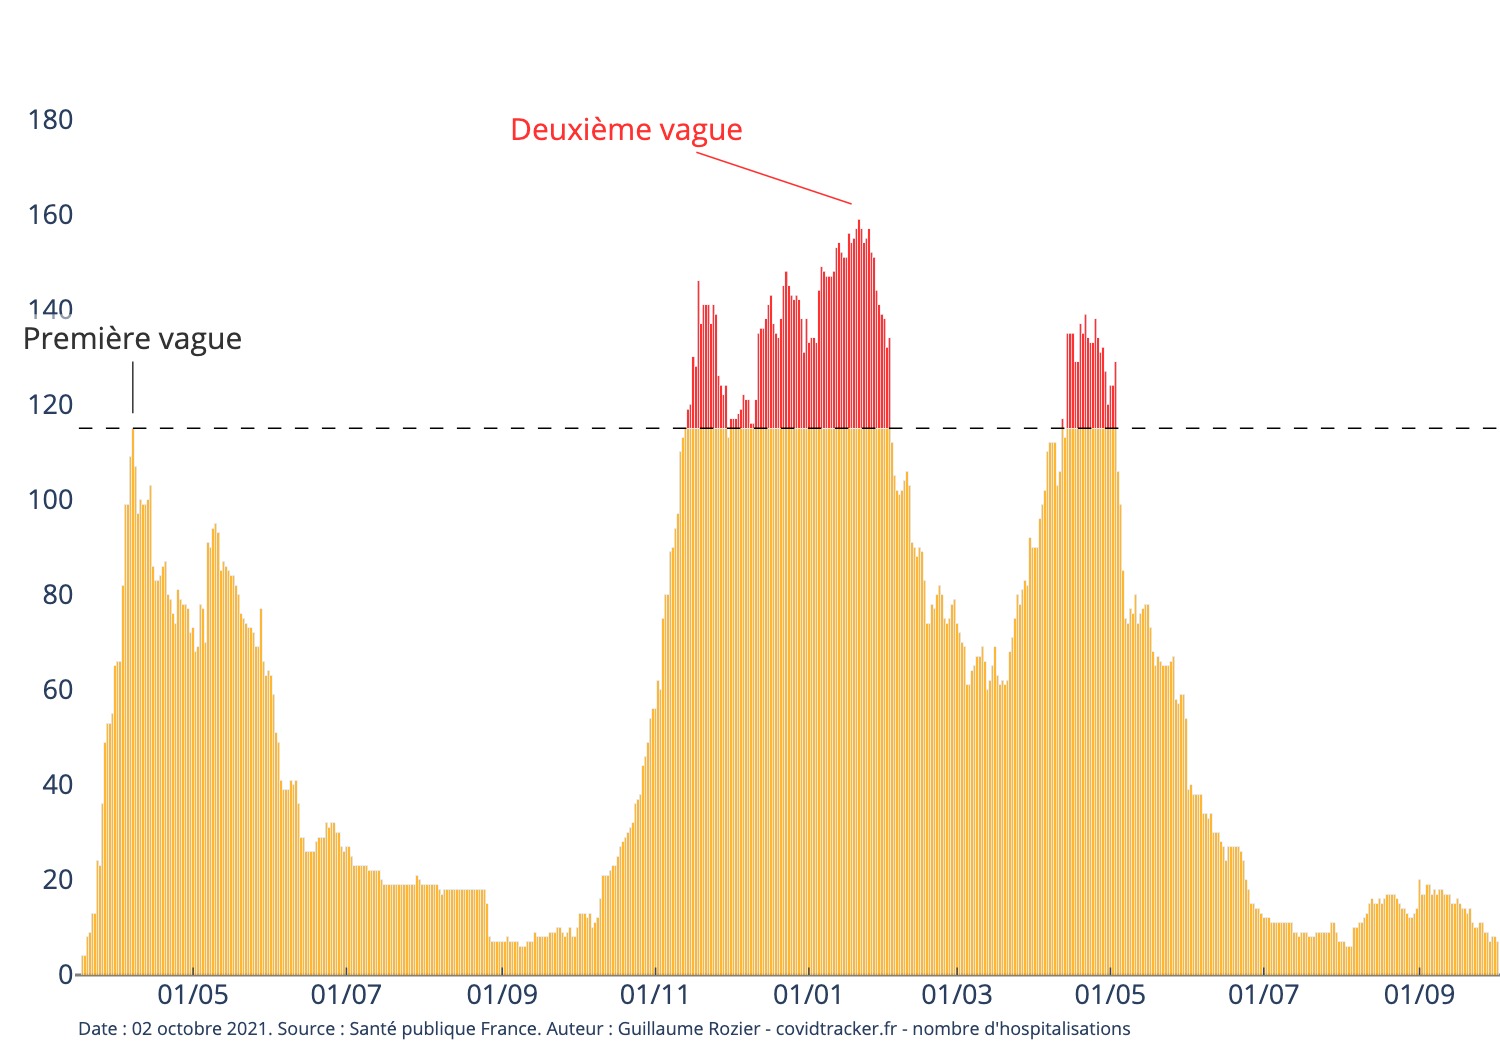 180
Deuxième vague
160
140
Première vague
120
100
80
60
40
20
0
01/05 01/07 01/09 01/11 01/01 01/03 01/05 01/07 01/09
Date : 02 octobre 2021. Source : Santé publique France. Auteur : Guillaume Rozier - covidtracker.fr - nombre d'hospitalisations